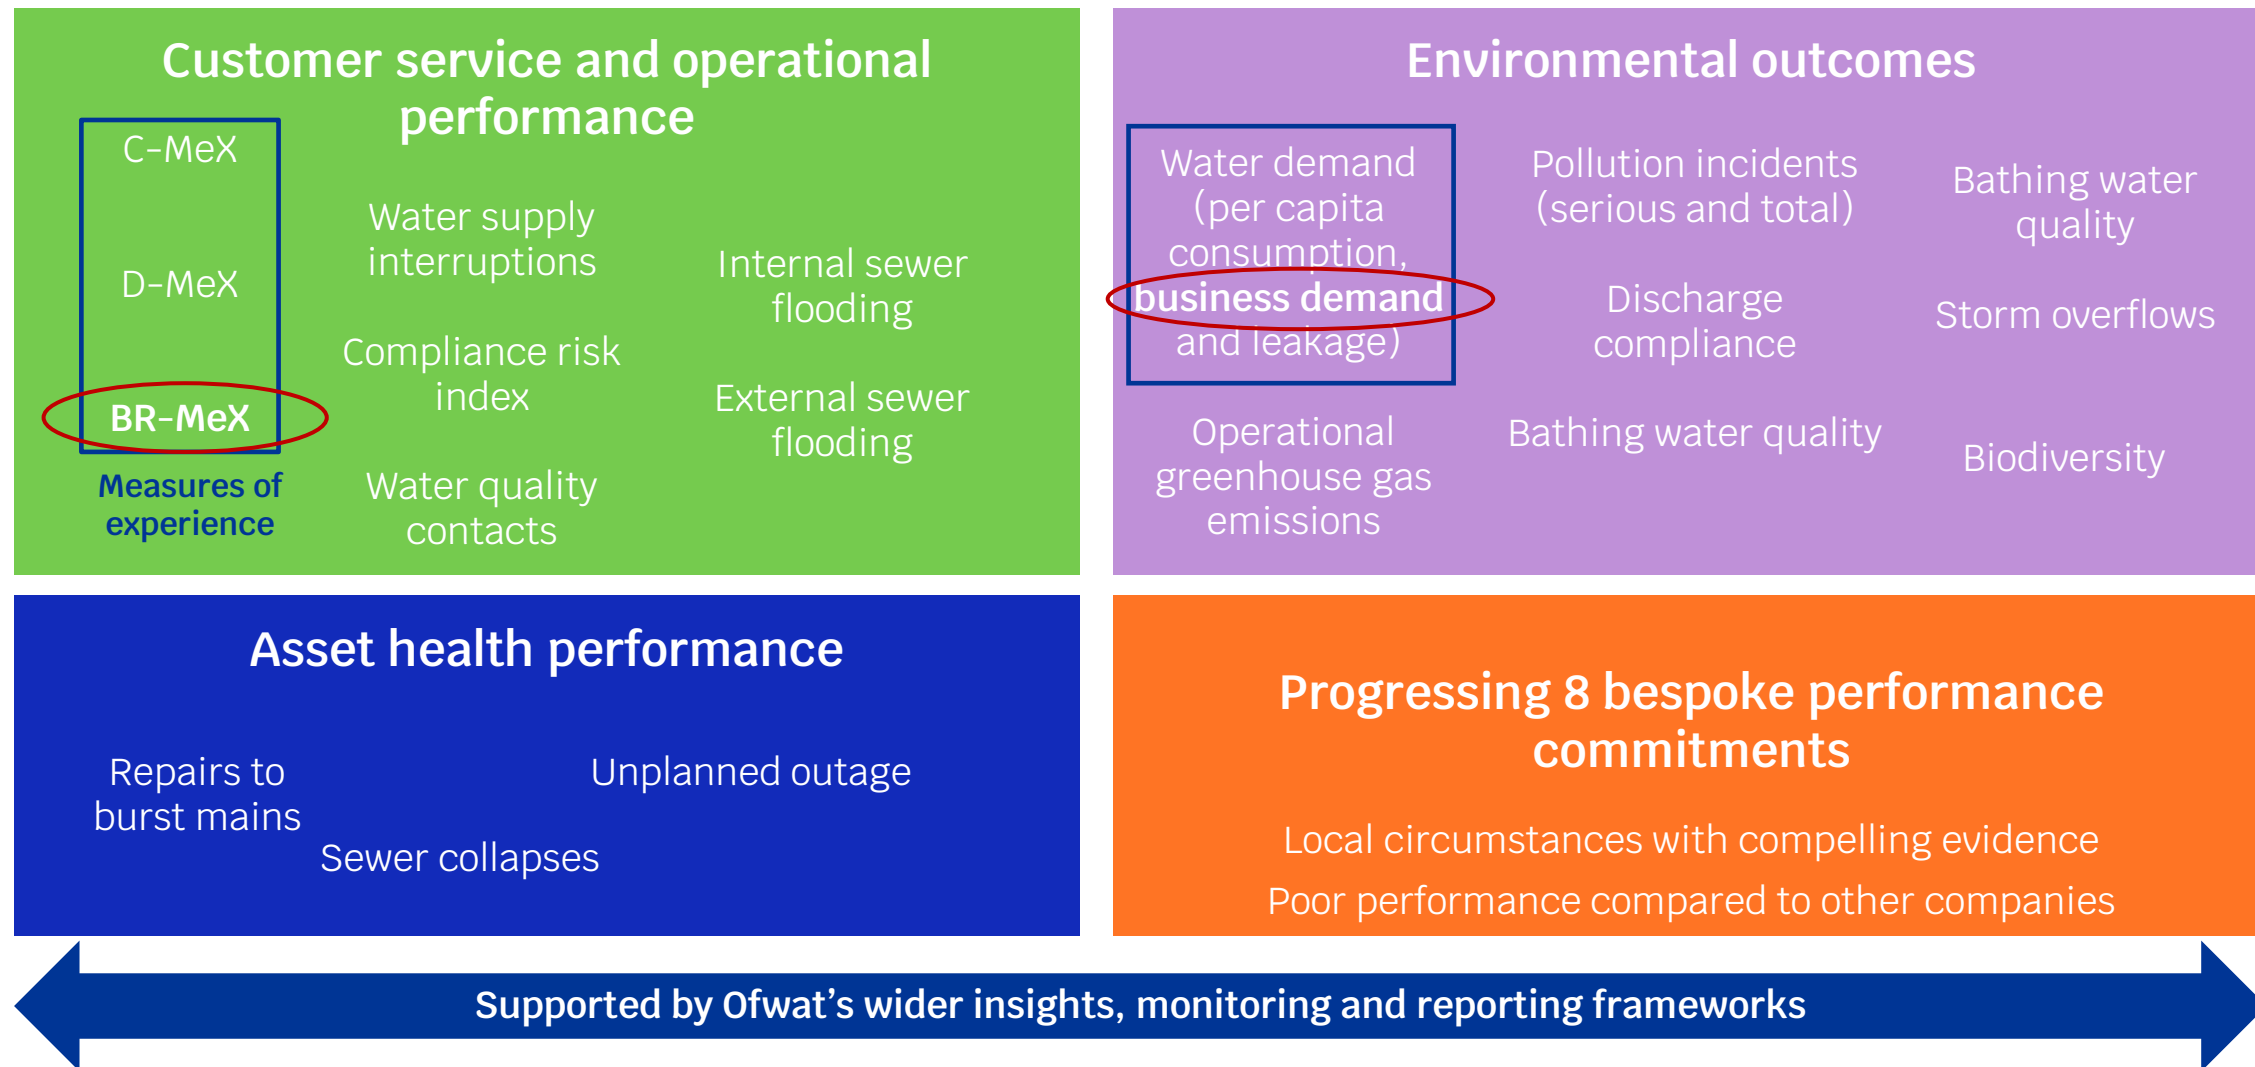 Customer service and operational
performance
C-MeX
D-MeX
BR-MeX
Measures of
experience
Water supply
interruptions
Compliance risk
index
Water quality
contacts
Internal sewer
flooding
External sewer
flooding
Environmental outcomes
Water demand
(per capita
consumption,
business demand
and leakage)
Operational
greenhouse gas
emissions
Pollution incidents
(serious and total)
Discharge
compliance
Bathing water quality
Bathing water
quality
Storm overflows
Biodiversity
Asset health performance
Repairs to
burst mains
Sewer collapses
Unplanned outage
Progressing 8 bespoke performance
commitments
Local circumstances with compelling evidence
Poor performance compared to other companies
Supported by Ofwat’s wider insights, monitoring and reporting frameworks